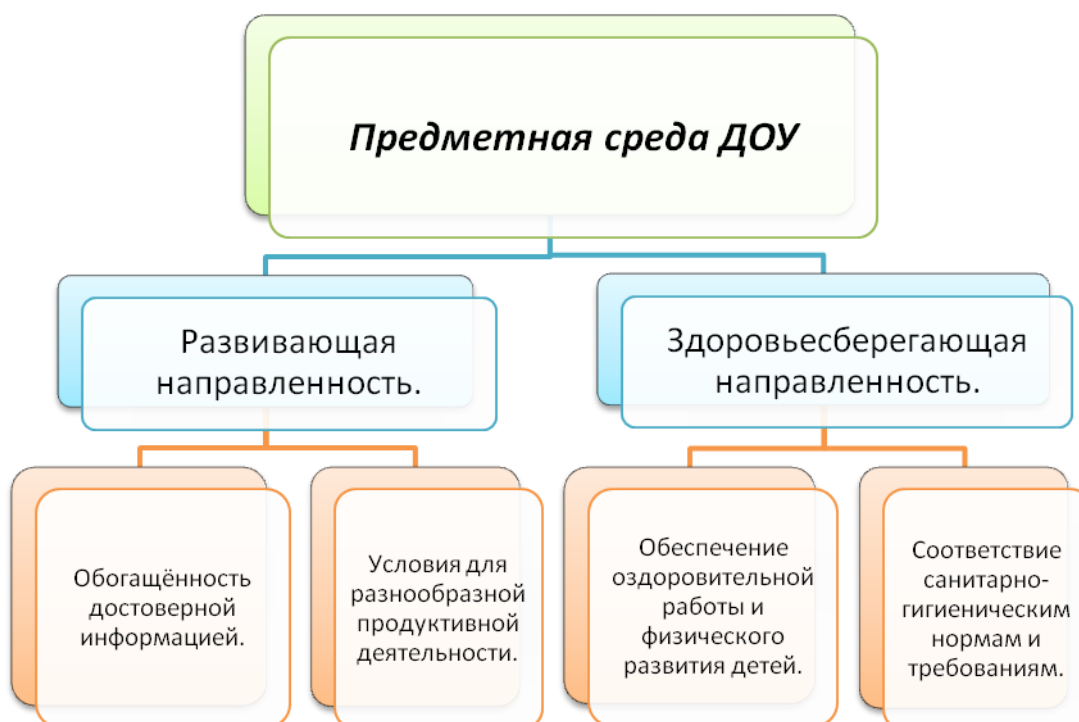 Предметная среда ДОУ
Развивающая
направленность.
Здоровьесберегающая
направленность.
Обогащённость
достоверной
информацией.
Условия для
разнообразной
продуктивной
деятельности.
Обеспечение
оздоровительной
работы и
физического
развития детей.
Соответствие
санитарно-
гигиеническим
нормам и
требованиям.